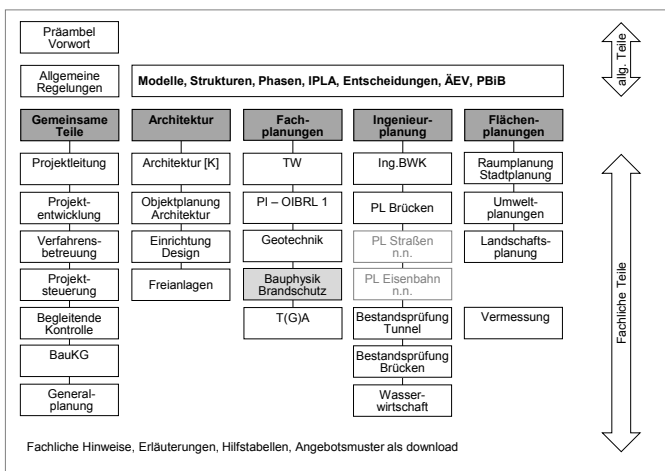 Präambel
Vorwort
allg. Teile
Allgemeine
Regelungen
Modelle, Strukturen, Phasen, IPLA, Entscheidungen, ÄEV, PBiB
Gemeinsame
Teile
Architektur
Fach-
planungen
Ingenieur-
planung
Flächen-
planungen
Projektleitung
Architektur [K]
TW
Ing.BWK
Raumplanung
Stadtplanung
Projekt-
entwicklung
Objektplanung
Architektur
PI – OIBRL 1
PL Brücken
Umwelt-
planungen
Verfahrens-
betreuung
Einrichtung
Design
Geotechnik
PL Straßen
n.n.
Landschafts-
planung
Projekt-
steuerung
Freianlagen
Bauphysik
Brandschutz
PL Eisenbahn
n.n.
Begleitende
Kontrolle
T(G)A
Bestandsprüfung
Tunnel
Vermessung
BauKG
Bestandsprüfung
Brücken
General-
planung
Wasser-
wirtschaft
Fachliche Teile
Fachliche Hinweise, Erläuterungen, Hilfstabellen, Angebotsmuster als download